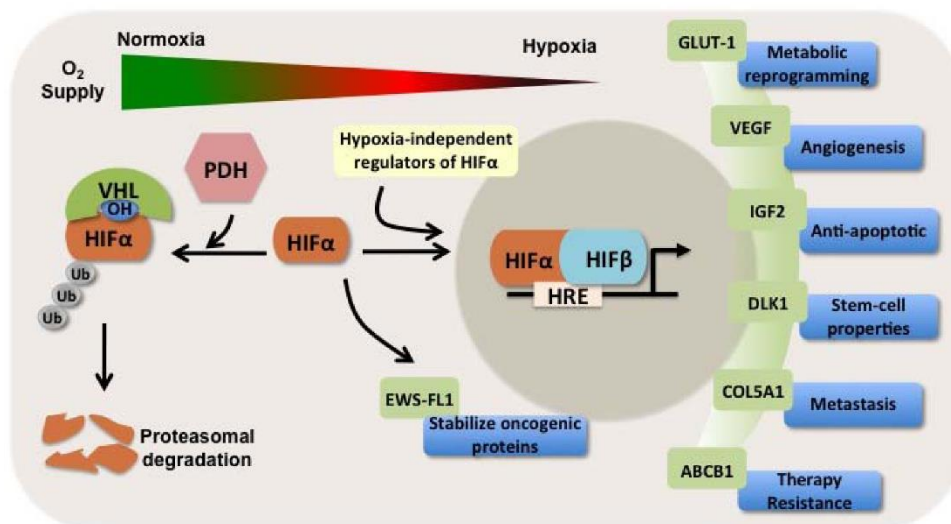 Normoxia
Hypoxia
O2
Supply
Hypoxia-independent
regulators of HIFα
PDH
VHL
OH
HIFα
Ub
Ub
Ub
HIFα
HIFα
HIFβ
HRE
EWS-FL1
Stabilize oncogenic
proteins
Proteasomal
degradation
GLUT-1
Metabolic
reprogramming
VEGF
Angiogenesis
IGF2
Anti-apoptotic
DLK1
Stem-cell
properties
COL5A1
Metastasis
ABCB1
Therapy
Resistance